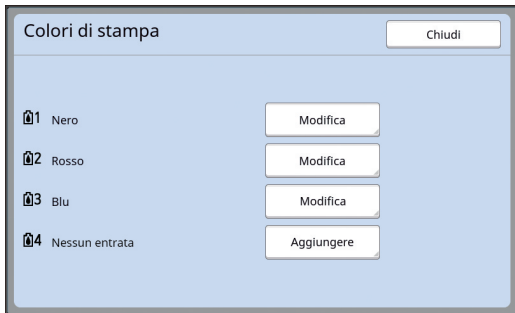 Colori di stampa
Chiudi
1 Nero Modifica
2 Rosso Modifica
3 Blu Modifica
4 Nessun entrata Aggiungere